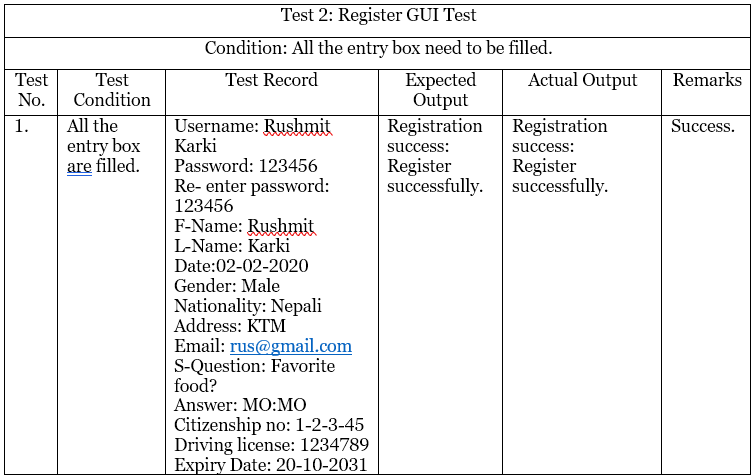 Test 2: Register GUI Test
Condition: All the entry box need to be filled.
Test No.
Test Condition
Test Record
Expected Output
Actual Output
Remarks
1.
All the
entry box
are filled.
Username: Rushmit
Karki
Password: 123456
Re- enter password:
123456
F-Name: Rushmit
L-Name: Karki
Date:02-02-2020
Gender: Male
Nationality: Nepali
Address: KTM
Email: rus@gmail.com
S-Question: Favorite
food?
Answer: MO:MO
Citizenship no: 1-2-3-45
Driving license: 1234789
Expiry Date: 20-10-2031
Registration
success:
Register
successfully.
Registration
success:
Register
successfully.
Success.